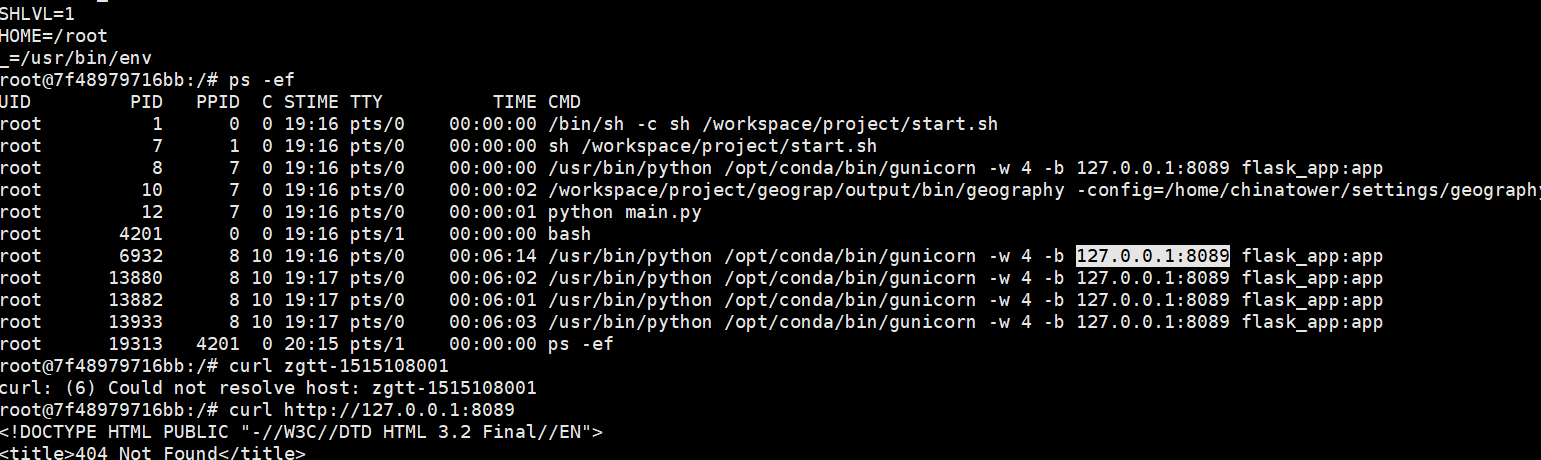 SHLVL=1
HOME=/root
_=/usr/bin/env
root@7f48979716bb:/# ps -ef
UID          PID    PPID  C STIME TTY          TIME CMD
root           1       0  0 19:16 pts/0    00:00:00 /bin/sh -c sh /workspace/project/start.sh
root           7       1  0 19:16 pts/0    00:00:00 sh /workspace/project/start.sh
root           8       7  0 19:16 pts/0    00:00:00 /usr/bin/python /opt/conda/bin/gunicorn -w 4 -b 127.0.0.1:8089 flask_app:app
root          10       7  0 19:16 pts/0    00:00:02 /workspace/project/geograp/output/bin/geography -config=/home/chinatower/settings/geography
root          12       7  0 19:16 pts/0    00:00:01 python main.py
root        4201       0  0 19:16 pts/1    00:00:00 bash
root        6932       8 10 19:16 pts/0    00:06:14 /usr/bin/python /opt/conda/bin/gunicorn -w 4 -b 127.0.0.1:8089 flask_app:app
root       13880       8 10 19:17 pts/0    00:06:02 /usr/bin/python /opt/conda/bin/gunicorn -w 4 -b 127.0.0.1:8089 flask_app:app
root       13882       8 10 19:17 pts/0    00:06:01 /usr/bin/python /opt/conda/bin/gunicorn -w 4 -b 127.0.0.1:8089 flask_app:app
root       13933       8 10 19:17 pts/0    00:06:03 /usr/bin/python /opt/conda/bin/gunicorn -w 4 -b 127.0.0.1:8089 flask_app:app
root       19313    4201  0 20:15 pts/1    00:00:00 ps -ef
root@7f48979716bb:/# curl zgtt-1515108001
curl: (6) Could not resolve host: zgtt-1515108001
root@7f48979716bb:/# curl http://127.0.0.1:8089
<!DOCTYPE HTML PUBLIC "-//W3C//DTD HTML 3.2 Final//EN">
<title>404 Not Found</title>